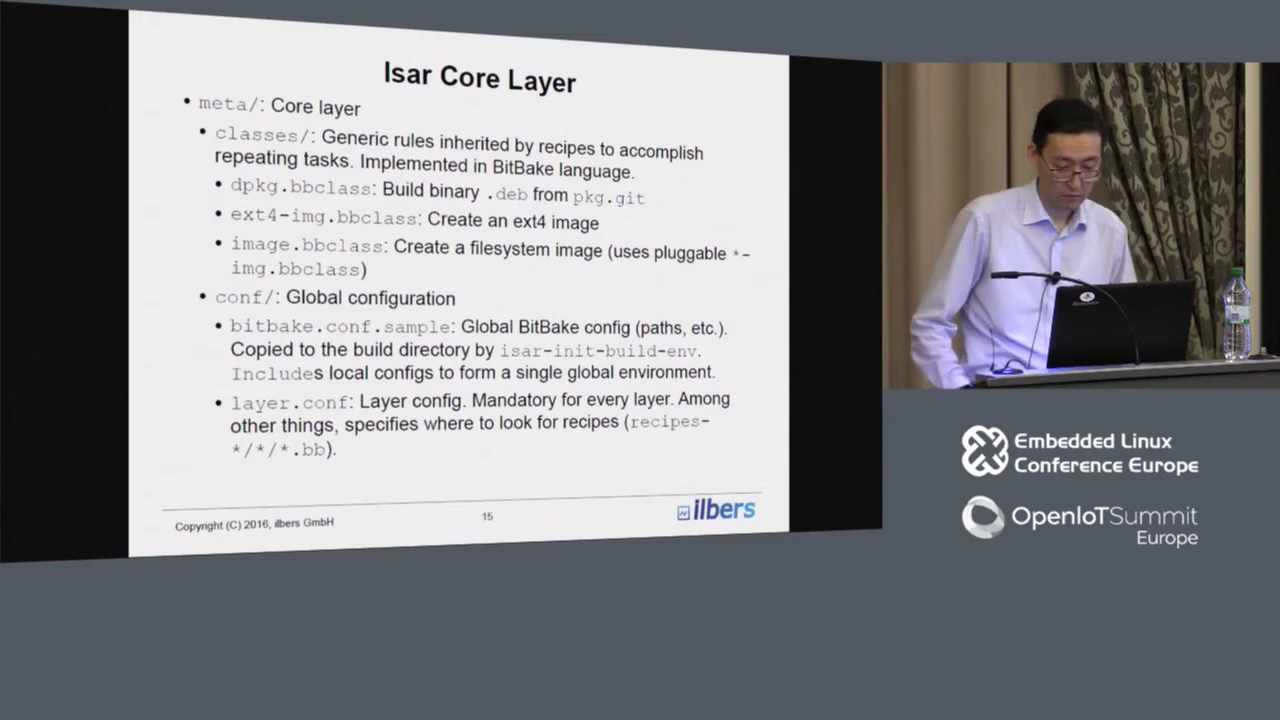 Isar Core Layer
• meta/: Core layer
• classes/: Generic rules inherited by recipes to accomplish
repeating tasks. Implemented in BitBake language.
• dpkg.bbclass: Build binary .deb from pkg.git
• ext4-img.bbclass: Create an ext4 image
• image.bbclass: Create a filesystem image (uses pluggable *-
img.bbclass)
• conf/: Global configuration
• bitbake.conf.sample: Global BitBake config (paths, etc.).
Copied to the build directory by isar-init-build-env.
Includes local configs to form a single global environment.
• layer.conf: Layer config. Mandatory for every layer. Among
other things, specifies where to look for recipes (recipes-
*/*/*.bb).
Copyright (C) 2016, ilbers GmbH
15
ilbers
Embedded Linux
Conference Europe
OpenIoTSummit
Europe